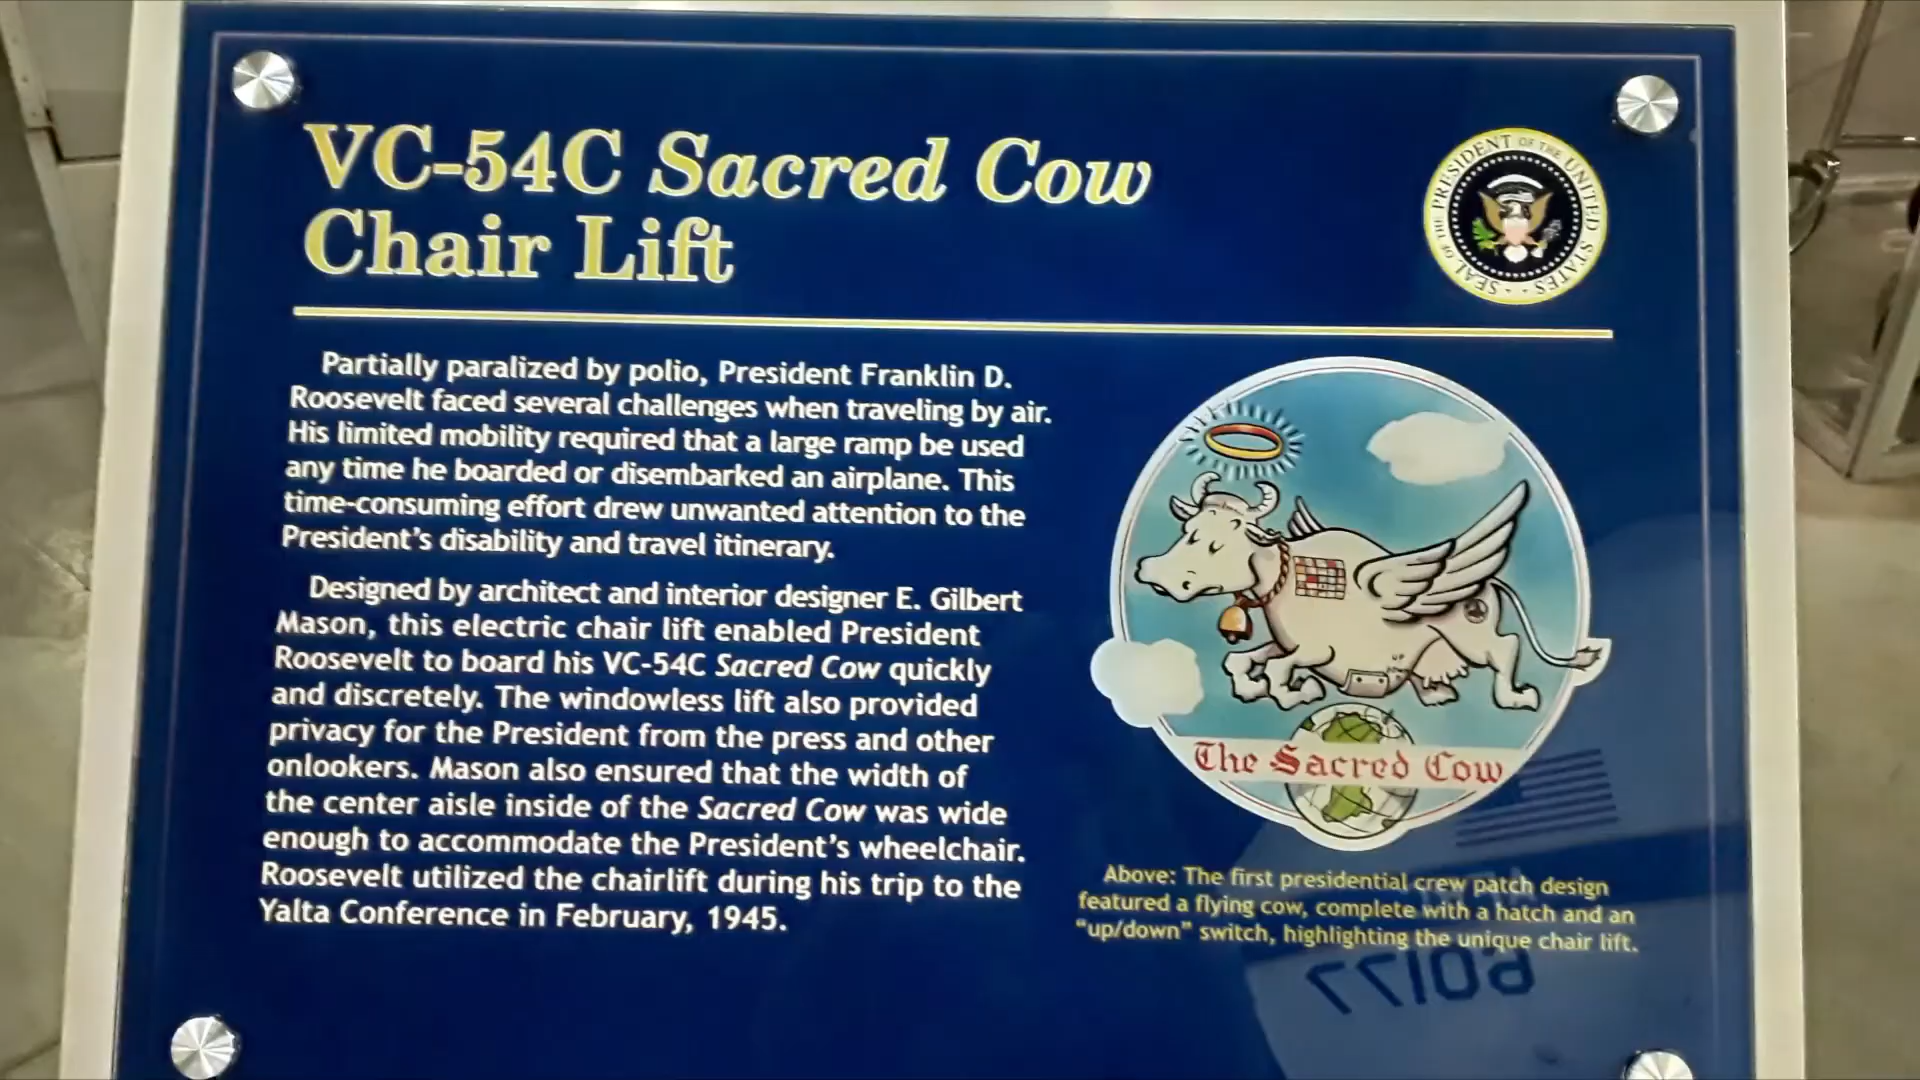 VC-54C Sacred Cow
Chair Lift
SEAL OF THE PRESIDENT OF THE UNITED STATES
Partially paralized by polio, President Franklin D.
Roosevelt faced several challenges when traveling by air.
His limited mobility required that a large ramp be used
any time he boarded or disembarked an airplane. This
time-consuming effort drew unwanted attention to the
President's disability and travel itinerary.
Designed by architect and interior designer E. Gilbert
Mason, this electric chair lift enabled President
Roosevelt to board his VC-54C Sacred Cow quickly
and discretely. The windowless lift also provided
privacy for the President from the press and other
onlookers. Mason also ensured that the width of
the center aisle inside of the Sacred Cow was wide
enough to accommodate the President's wheelchair.
Roosevelt utilized the chairlift during his trip to the
Yalta Conference in February, 1945.
UP
The Sacred Cow
Above: The first presidential crew patch design
featured a flying cow, complete with a hatch and an
"up/down" switch, highlighting the unique chair lift.